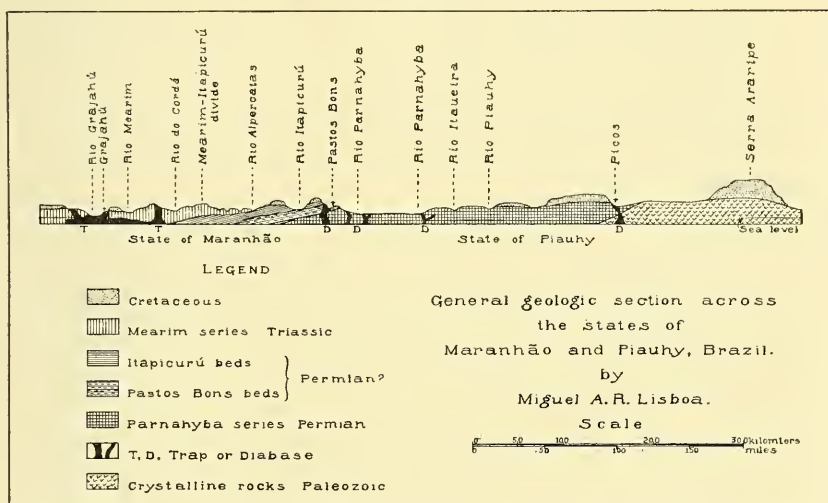 Rio Grajahú
Grajahú
Rio Mearim
Rio do Cordá
Mearim-Itapicurú
divide
Rio Alpercatas
Rio Itapicurú
Pastos Bons
Rio Parnahyba
Rio Parnahyba
Rio Itaueira
Rio Piauhy
Picos
Serra Araripe
T T D D D D Sea level
State of Maranhão State of Piauhy
LEGEND
Cretaceous
Mearim series Triassic
Itapicurú beds
Permian?
Pastos Bons beds
Parnahyba series Permian
T, D. Trap or Diabase
Crystalline rocks Paleozoic
General geologic section across
the states of
Maranhão and Piauhy, Brazil.
by
Miguel A. R. Lisboa.
Scale
0 50 100 200 300 kilomters
0 50 100 150 miles